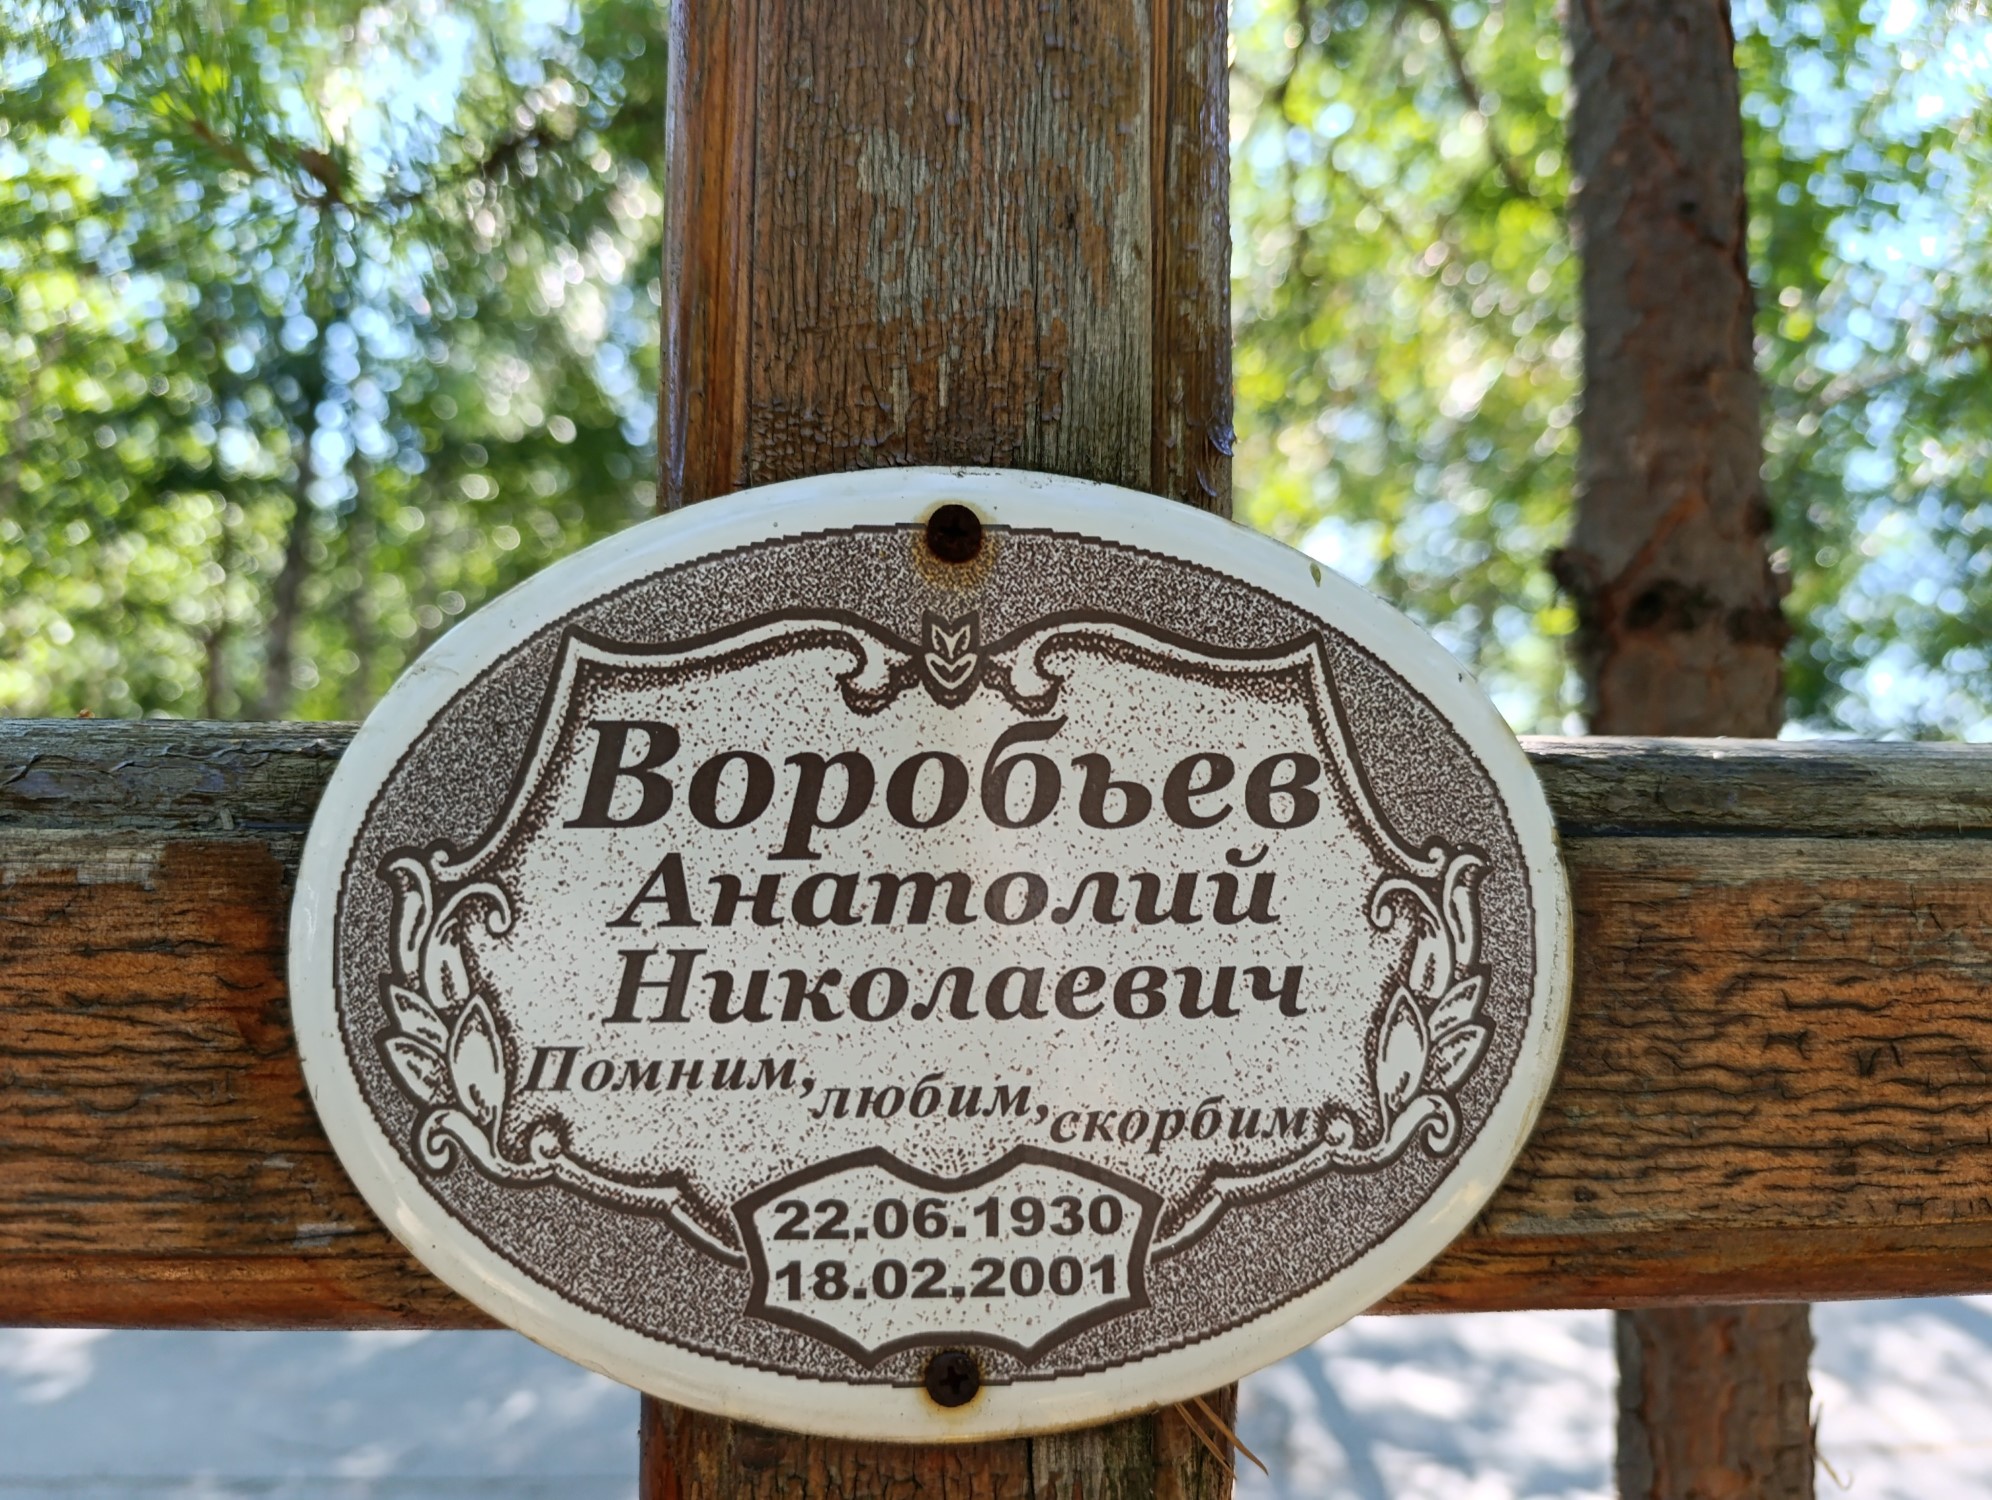 Воробьев
Анатолий
Николаевич
Помним, любим, скорбим
22.06.1930
18.02.2001